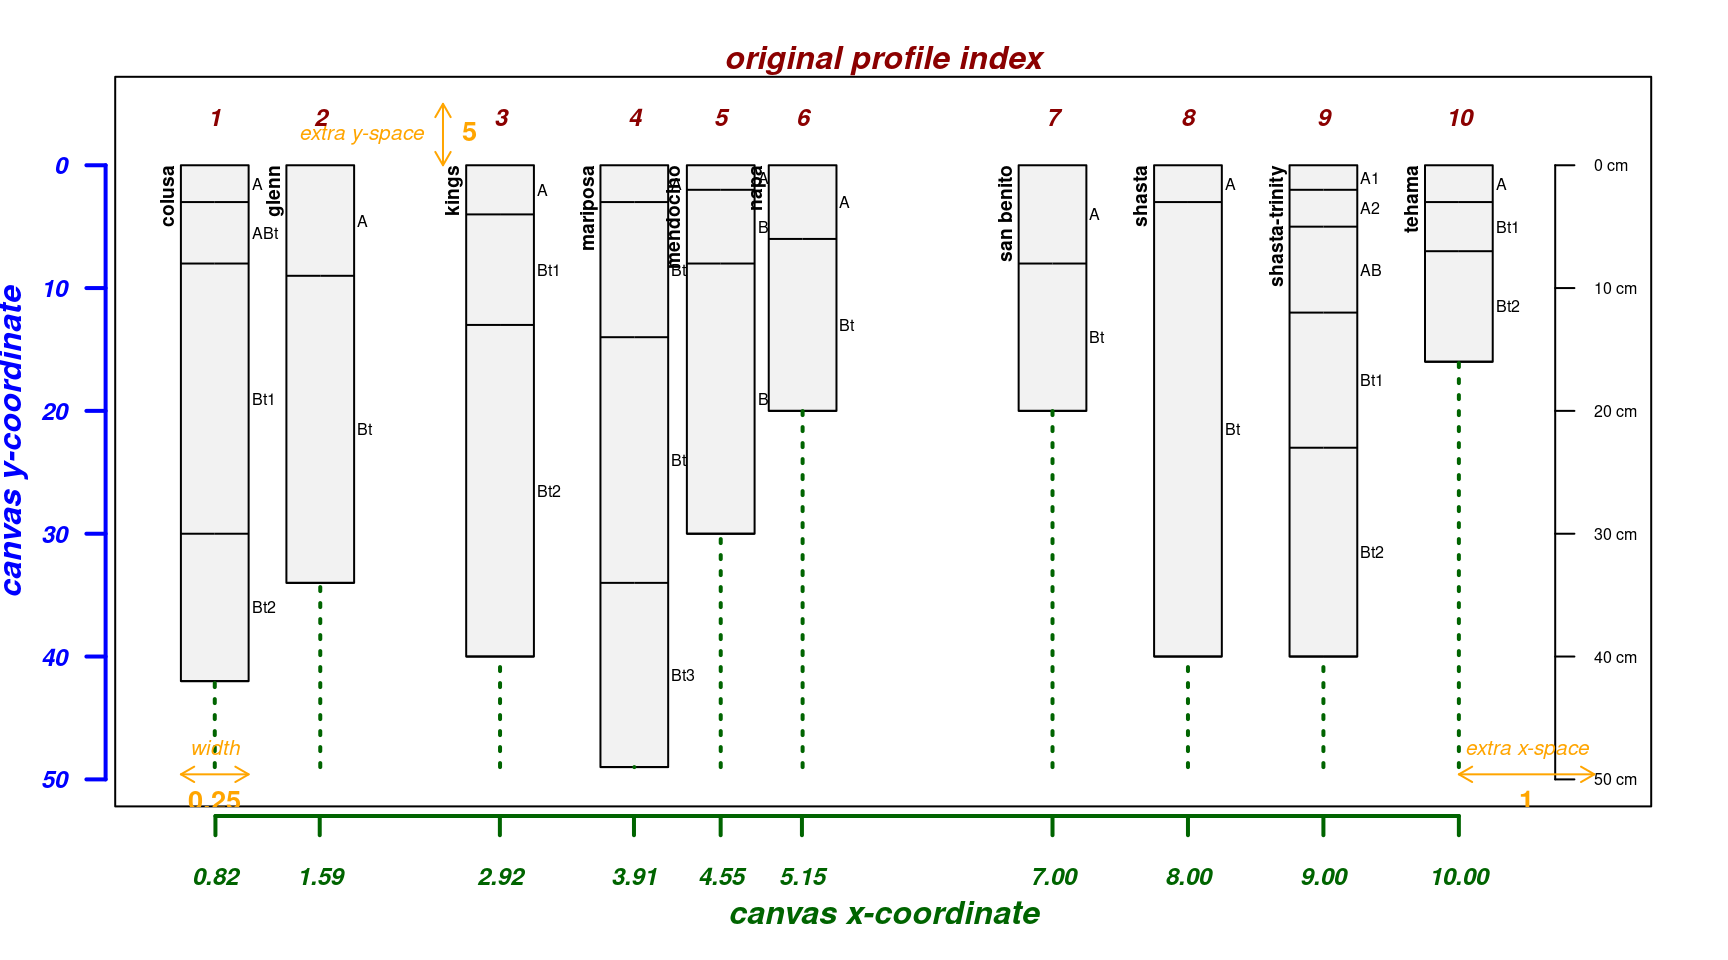 original profile index
1 2 3 4 5 6 7 8 9 10
extra y-space 5
canvas y-coordinate
0
10
20
30
40
50
colusa
A
ABt
Bt1
Bt2
glenn
A
Bt
kings
A
Bt1
Bt2
mariposa
Bt
Bt
Bt3
mendocino
B
B
napa
A
Bt
san benito
A
Bt
shasta
A
Bt
shasta-trinity
A1
A2
AB
Bt1
Bt2
tehama
A
Bt1
Bt2
0 cm
10 cm
20 cm
30 cm
40 cm
50 cm
width
0.25
extra x-space
1
0.82 1.59 2.92 3.91 4.55 5.15 7.00 8.00 9.00 10.00
canvas x-coordinate